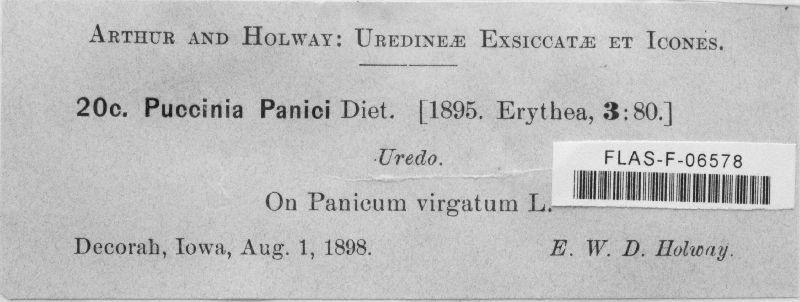 Arthur and Holway: Uredineæ Exsiccatæ et Icones.
20c. Puccinia Panici Diet. [1895. Erythea, 3:80.]
Uredo.
FLAS-F-06578
On Panicum virgatum L.
Decorah, Iowa, Aug. 1, 1898. E. W. D. Holway.